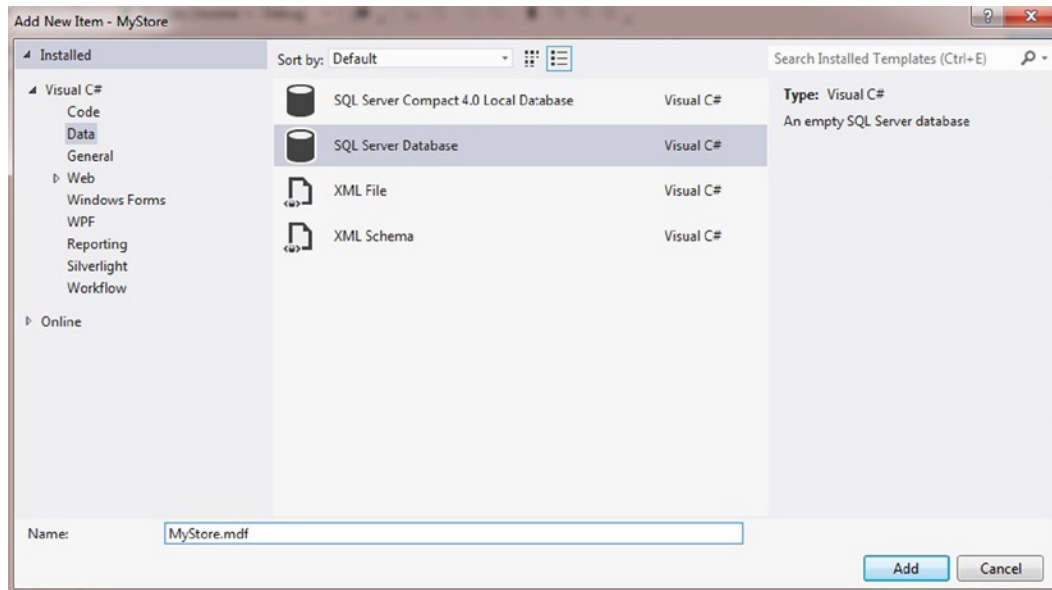 Add New Item - MyStore
Installed
Visual C#
Code
Data
General
Web
Windows Forms
WPF
Reporting
Silverlight
Workflow
Online
Sort by: Default
SQL Server Compact 4.0 Local Database Visual C#
SQL Server Database Visual C#
XML File Visual C#
XML Schema Visual C#
Search Installed Templates (Ctrl+E)
Type: Visual C#
An empty SQL Server database
Name: MyStore.mdf
Add Cancel